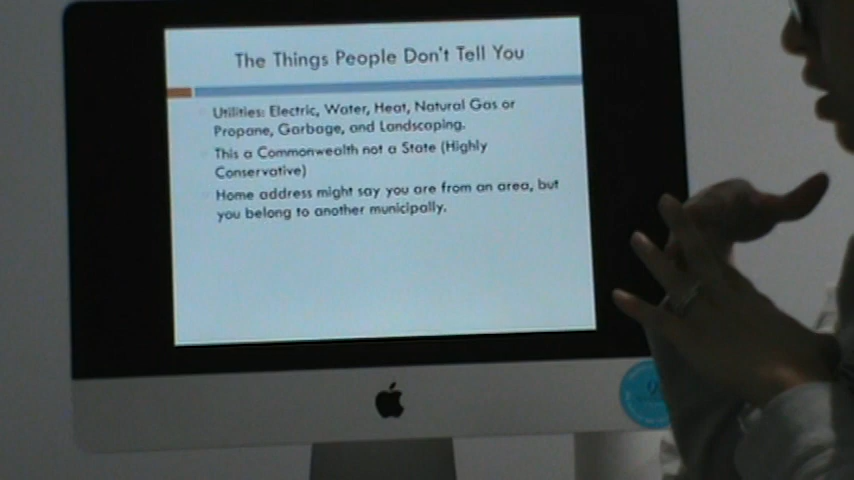 The Things People Don't Tell You
Utilities: Electric, Water, Heat, Natural Gas or
Propane, Garbage, and Landscaping.
This a Commonwealth not a State (Highly
Conservative)
Home address might say you are from an area, but
you belong to another municipally.